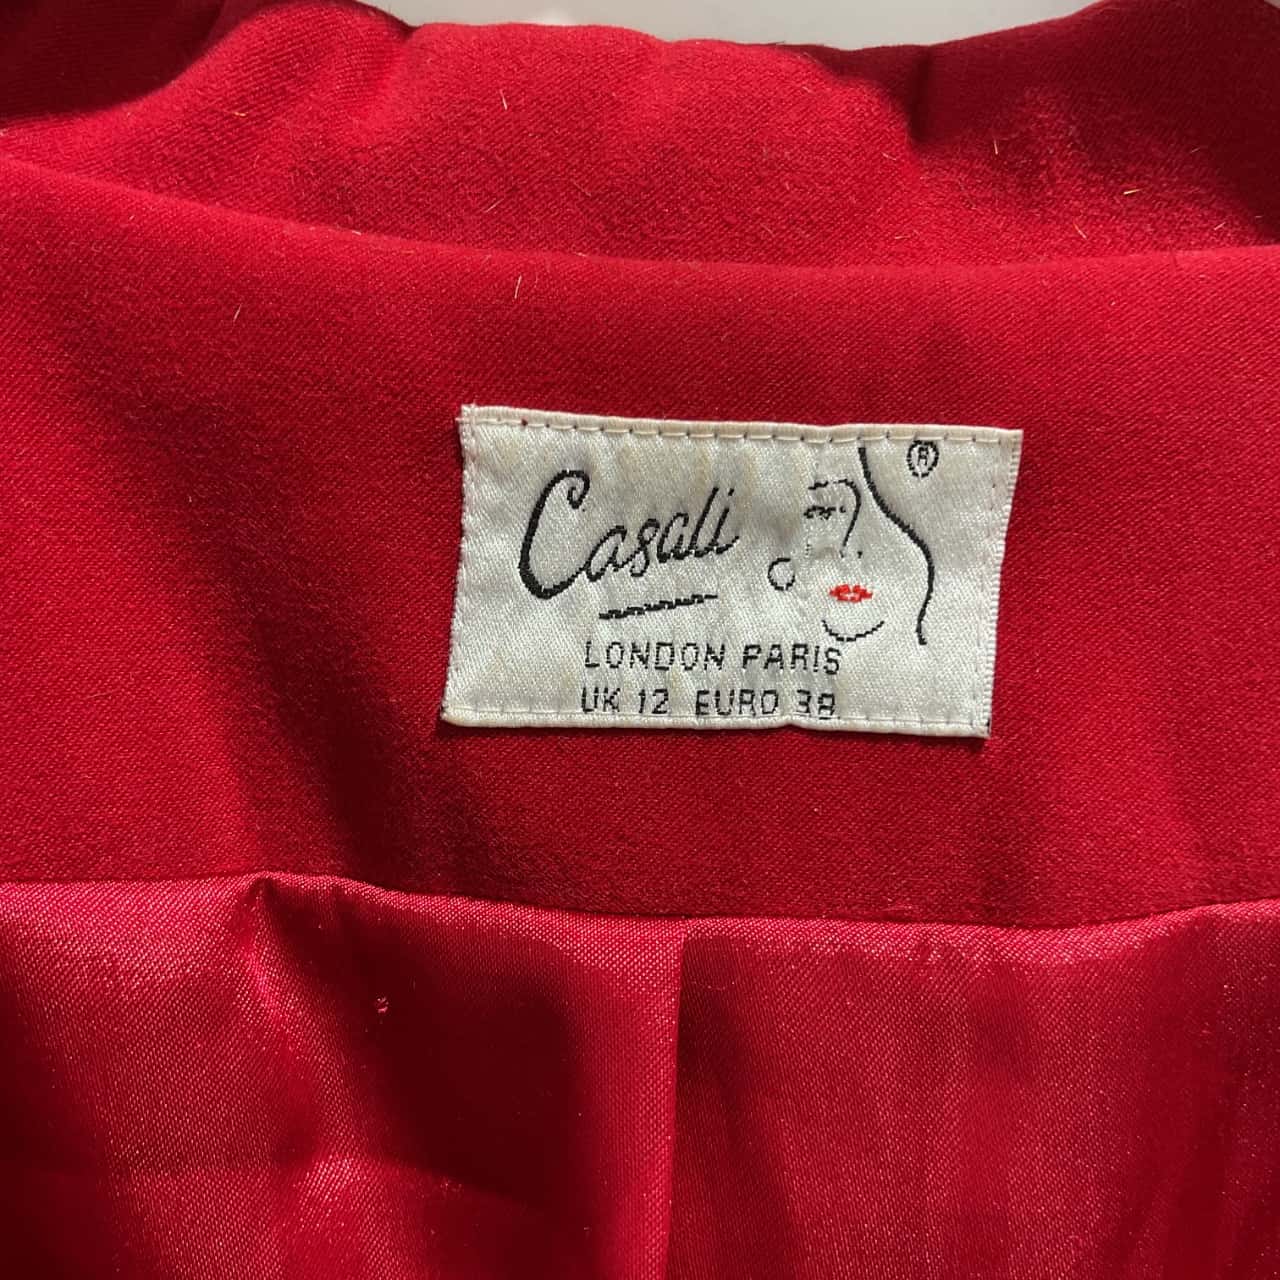 Casali ®
LONDON PARIS
UK 12 EURO 38